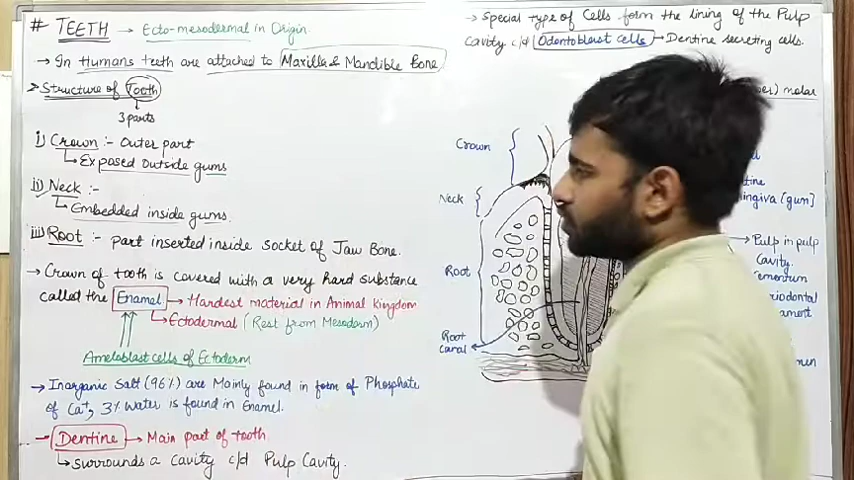 # TEETH → Ecto-mesodermal in Origin.
→ In Humans teeth are attached to Maxilla & Mandible Bone
→ Structure of Tooth
3 parts
i) Crown :- Outer part
↳ Exposed outside gums
ii) Neck :-
↳ Embedded inside gums.
iii) Root :- part inserted inside socket of Jaw Bone.
→ Crown of tooth is covered with a very hard substance
called the Enamel → Hardest material in Animal kingdom
↳ Ectodermal (Rest from Mesoderm)
Ameloblast cells of Ectoderm
→ Inorganic Salt (96%) are Mainly found in form of Phosphate
of Ca+, 3% Water is found in Enamel.
→ Dentine → Main part of tooth
↳ surrounds a cavity c/d Pulp Cavity.
→ Special type of Cells form the lining of the Pulp
Cavity c/d Odontoblast cells → Dentine secreting cells.
molar
Crown
Neck
Root
Root
canal
[gum]
Pulp in pulp
cavity.